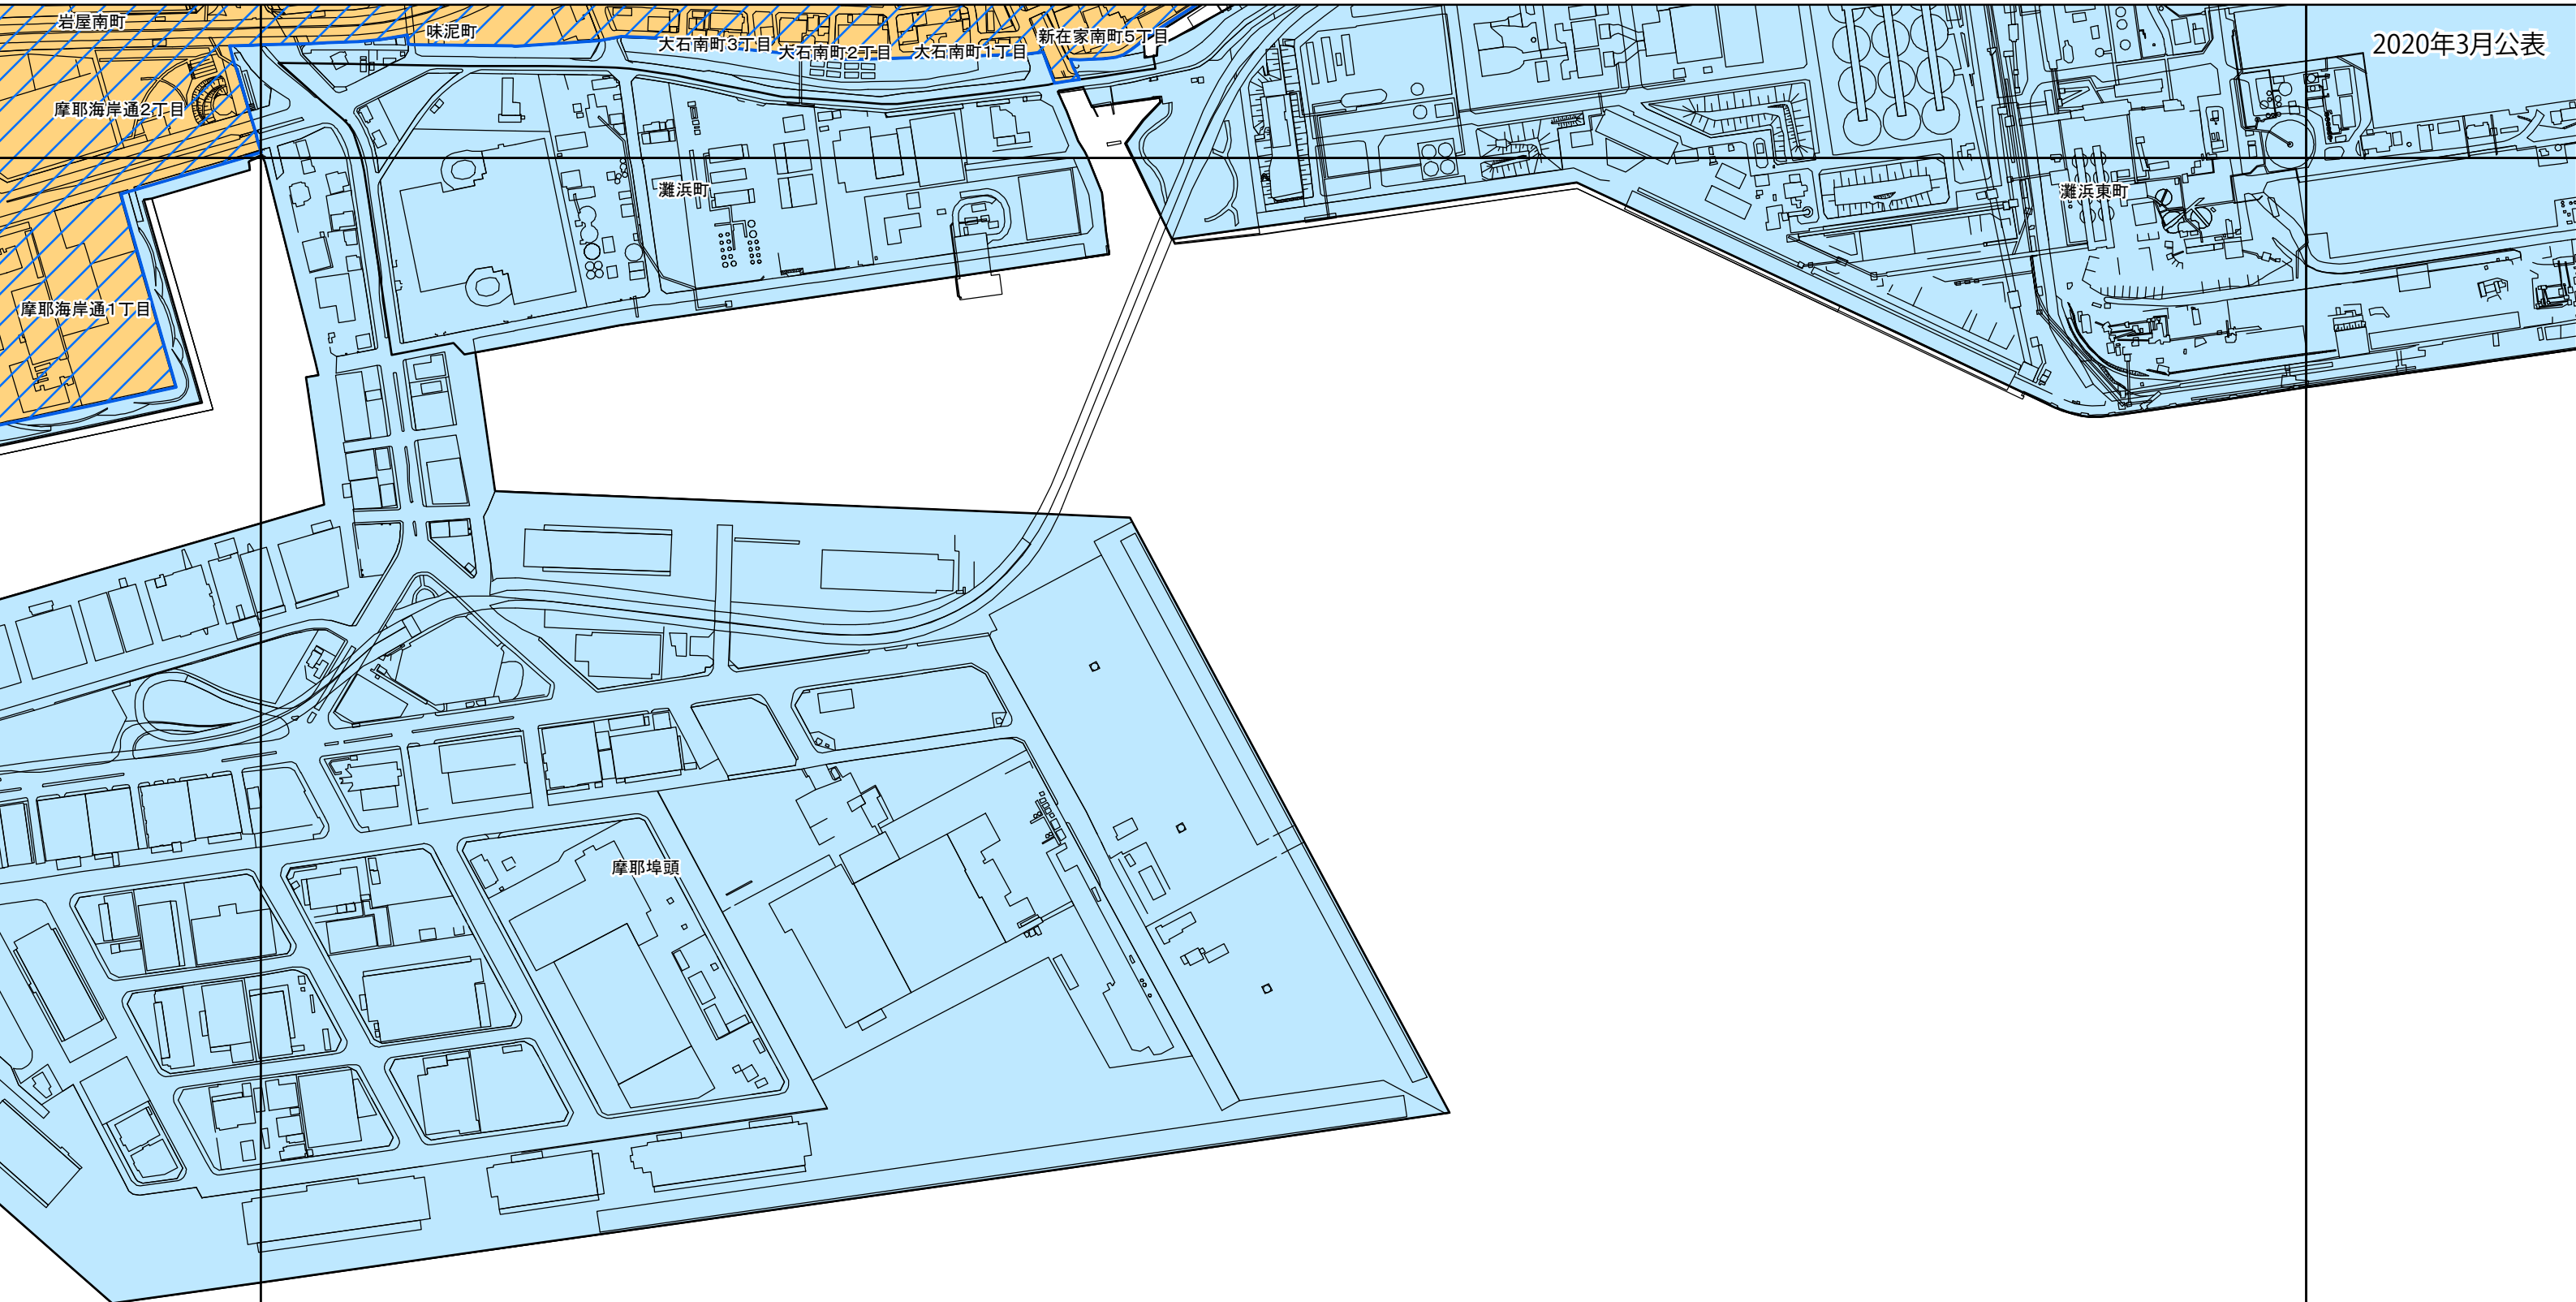 岩屋南町
味泥町
大石南町3丁目
大石南町2丁目
大石南町1丁目
新在家南町5丁目
2020年3月公表
摩耶海岸通2丁目
灘浜町
灘浜東町
摩耶海岸通1丁目
摩耶埠頭